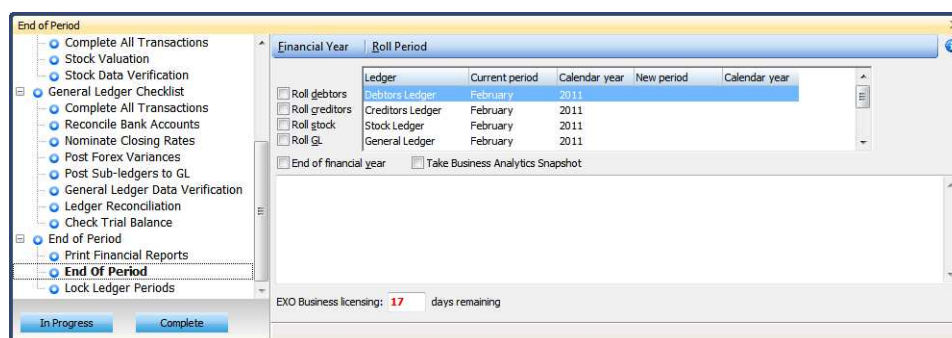 End of Period
Complete All Transactions
Stock Valuation
Stock Data Verification
General Ledger Checklist
Complete All Transactions
Reconcile Bank Accounts
Nominate Closing Rates
Post Forex Variances
Post Sub-ledgers to GL
General Ledger Data Verification
Ledger Reconciliation
Check Trial Balance
End of Period
Print Financial Reports
End Of Period
Lock Ledger Periods
In Progress Complete
Financial Year Roll Period
Ledger Current period Calendar year New period Calendar year
Roll debtors Debtors Ledger February 2011
Roll creditors Creditors Ledger February 2011
Roll stock Stock Ledger February 2011
Roll GL General Ledger February 2011
End of financial year Take Business Analytics Snapshot
EXO Business licensing: 17 days remaining